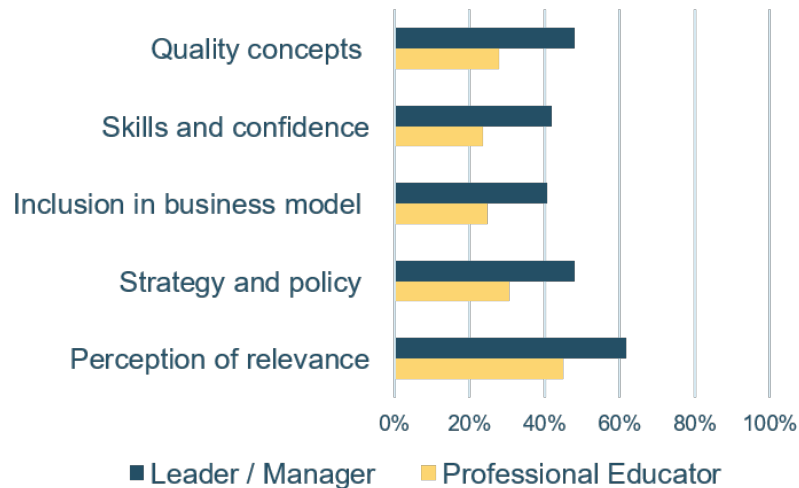 Quality concepts
Skills and confidence
Inclusion in business model
Strategy and policy
Perception of relevance
0% 20% 40% 60% 80% 100%
Leader / Manager Professional Educator